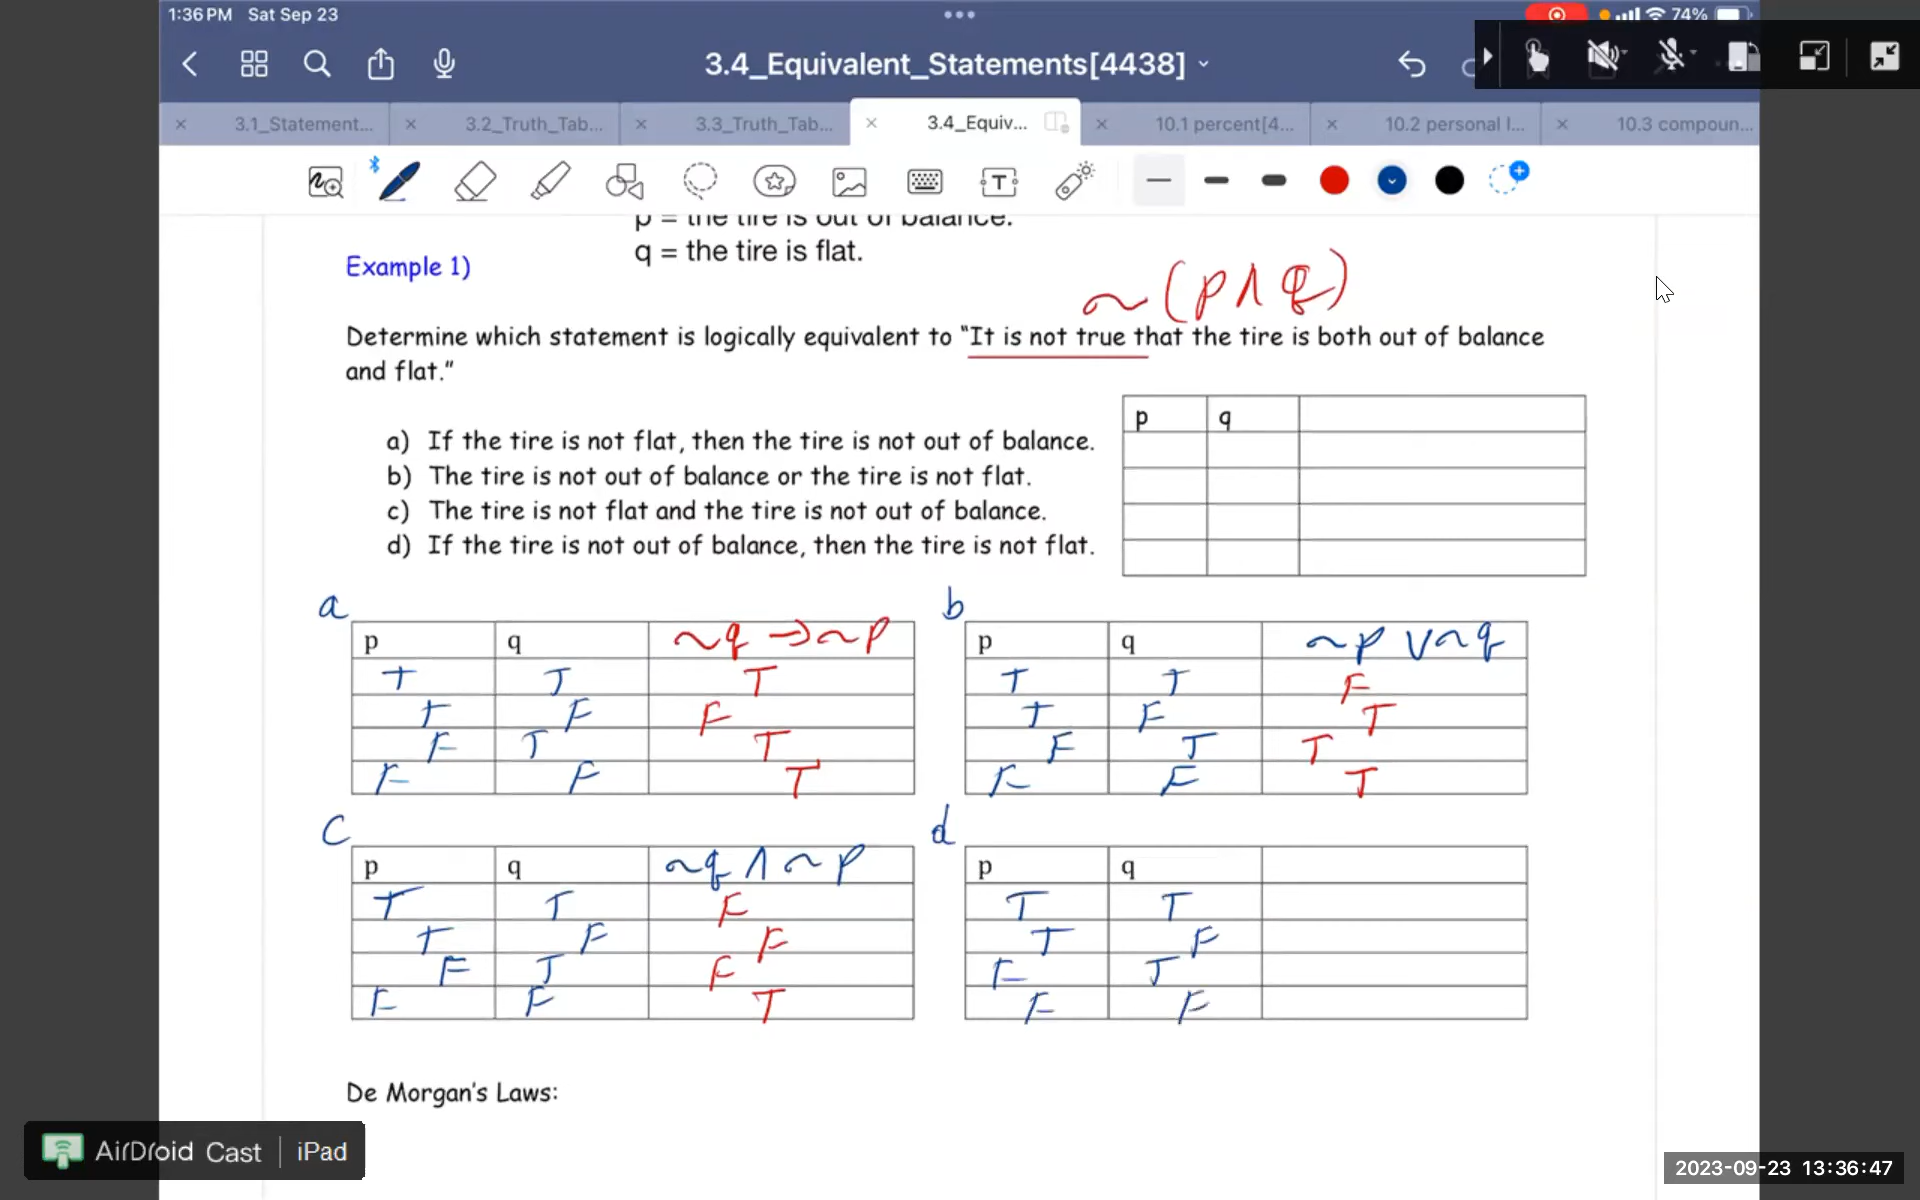 1:36 PM Sat Sep 23
74%
3.4_Equivalent_Statements[4438]
3.1_Statement...
3.2_Truth_Tab...
3.3_Truth_Tab...
3.4_Equiv...
10.1 percent[4...
10.2 personal l...
10.3 compoun...
p = the tire is out of balance.
q = the tire is flat.
Example 1)
~(p∧q)
Determine which statement is logically equivalent to "It is not true that the tire is both out of balance
and flat."
p q
a) If the tire is not flat, then the tire is not out of balance.
b) The tire is not out of balance or the tire is not flat.
c) The tire is not flat and the tire is not out of balance.
d) If the tire is not out of balance, then the tire is not flat.
a
p q ~q→~p
T T T
T F F
F T T
F F T
b
p q ~p∨~q
T T F
T F T
F T T
F F T
c
p q ~q∧~p
T T F
T F F
F T F
F F T
d
p q
T T
T F
F T
F F
De Morgan's Laws:
AirDroid Cast | iPad
2023-09-23 13:36:47